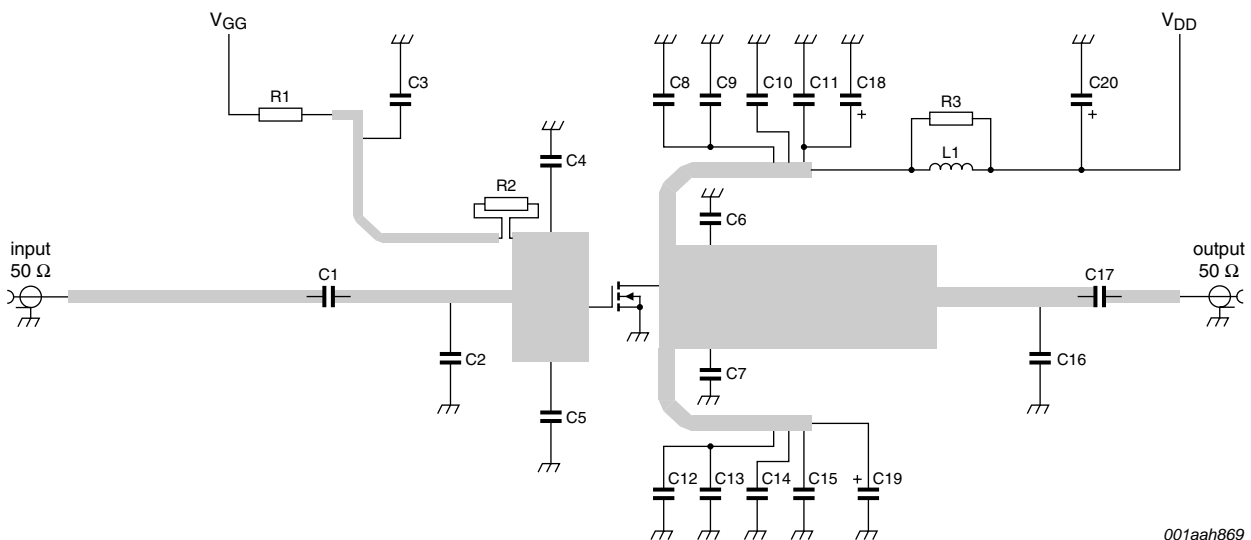 VGG
VDD
R1
C3
C8
C9
C10
C11
C18
+
C20
+
R3
L1
C4
R2
C6
input
50 Ω
C1
C17
output
50 Ω
C2
C7
C16
C5
C12
C13
C14
C15
+
C19
001aah869